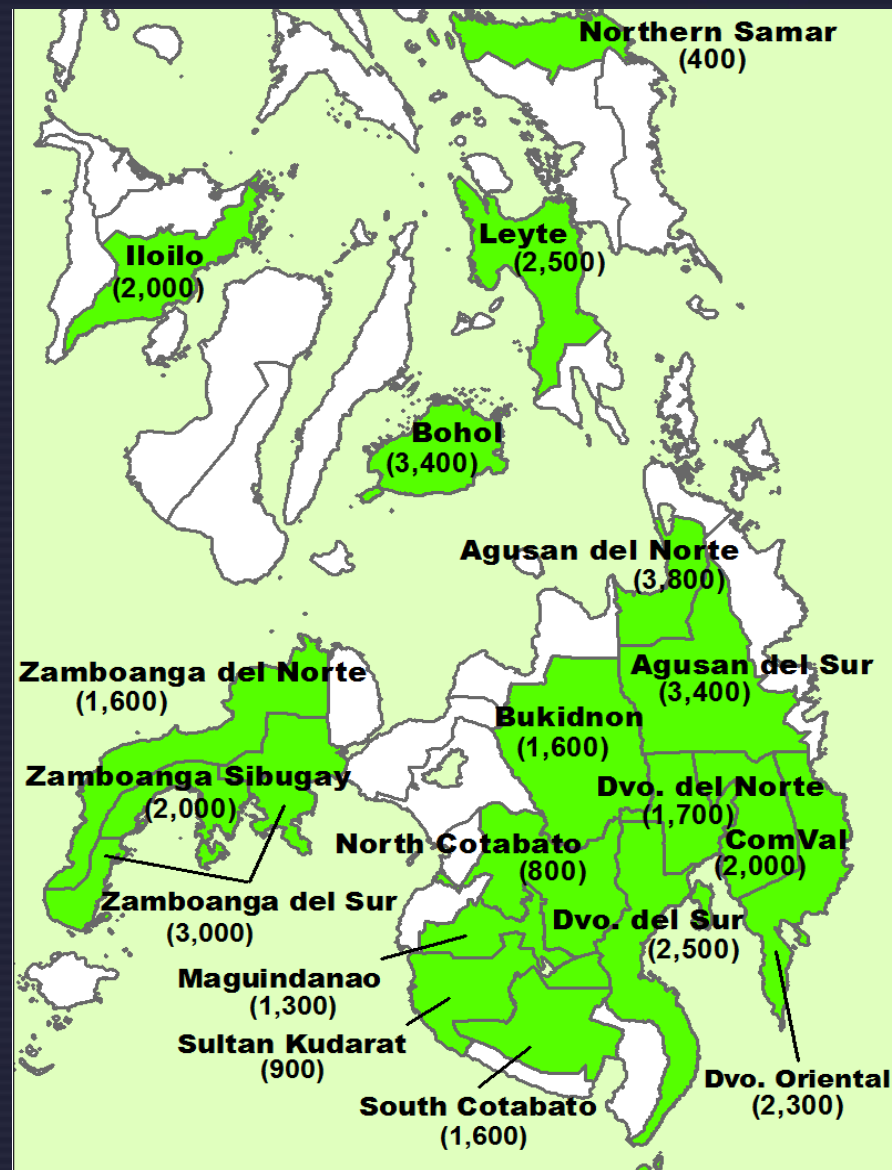 Northern Samar
(400)
Leyte
(2,500)
Iloilo
(2,000)
Bohol
(3,400)
Agusan del Norte
(3,800)
Zamboanga del Norte
(1,600)
Agusan del Sur
(3,400)
Bukidnon
(1,600)
Zamboanga Sibugay
(2,000)
Dvo. del Norte
(1,700)
ComVal
(2,000)
North Cotabato
(800)
Zamboanga del Sur
(3,000)
Dvo. del Sur
(2,500)
Maguindanao
(1,300)
Sultan Kudarat
(900)
Dvo. Oriental
(2,300)
South Cotabato
(1,600)